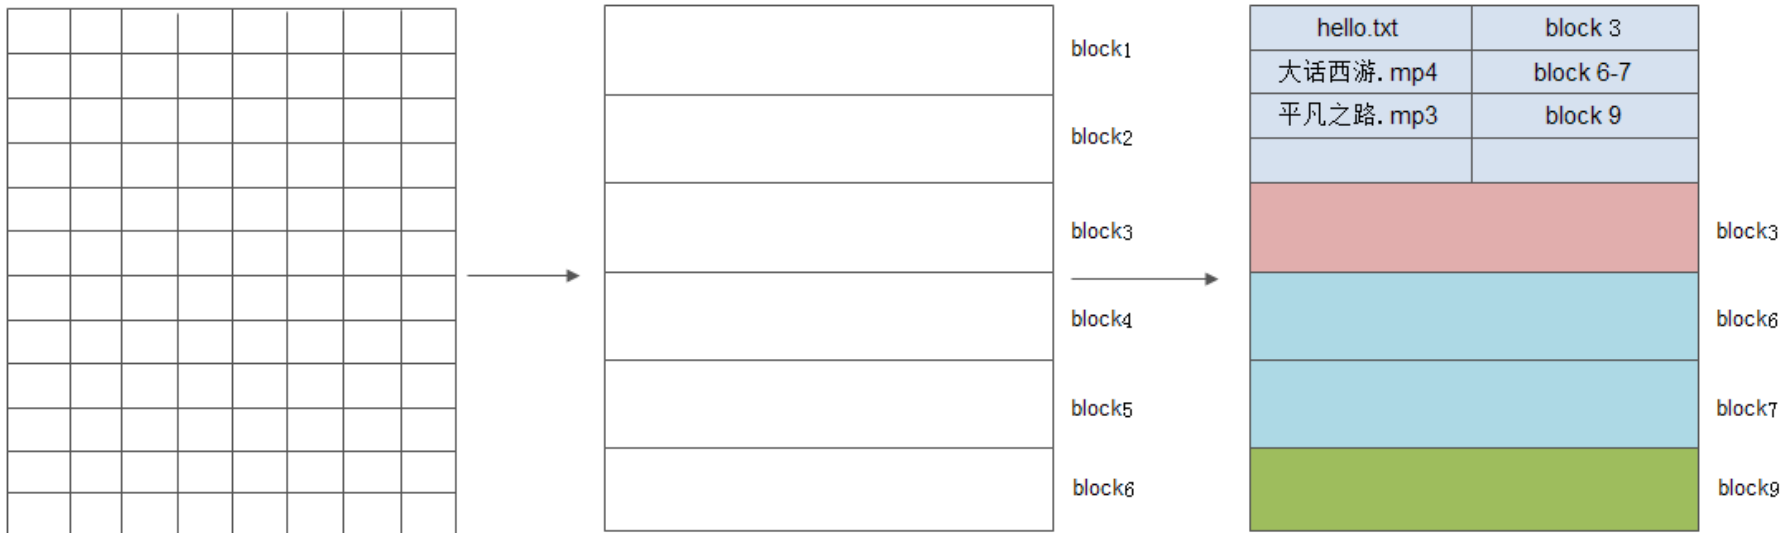 block1
block2
block3
block4
block5
block6
hello.txt block 3
大话西游. mp4 block 6-7
平凡之路. mp3 block 9
block3
block6
block7
block9